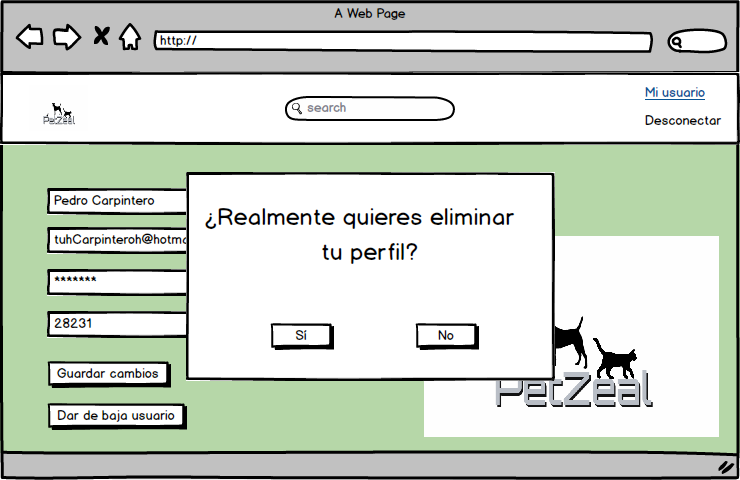 A Web Page
http://
PetZeal
search
Mi usuario
Desconectar
Pedro Carpintero
tuhCarpinteroh@hotma
*******
28231
Guardar cambios
Dar de baja usuario
¿Realmente quieres eliminar
tu perfil?
Sí
No
PetZeal